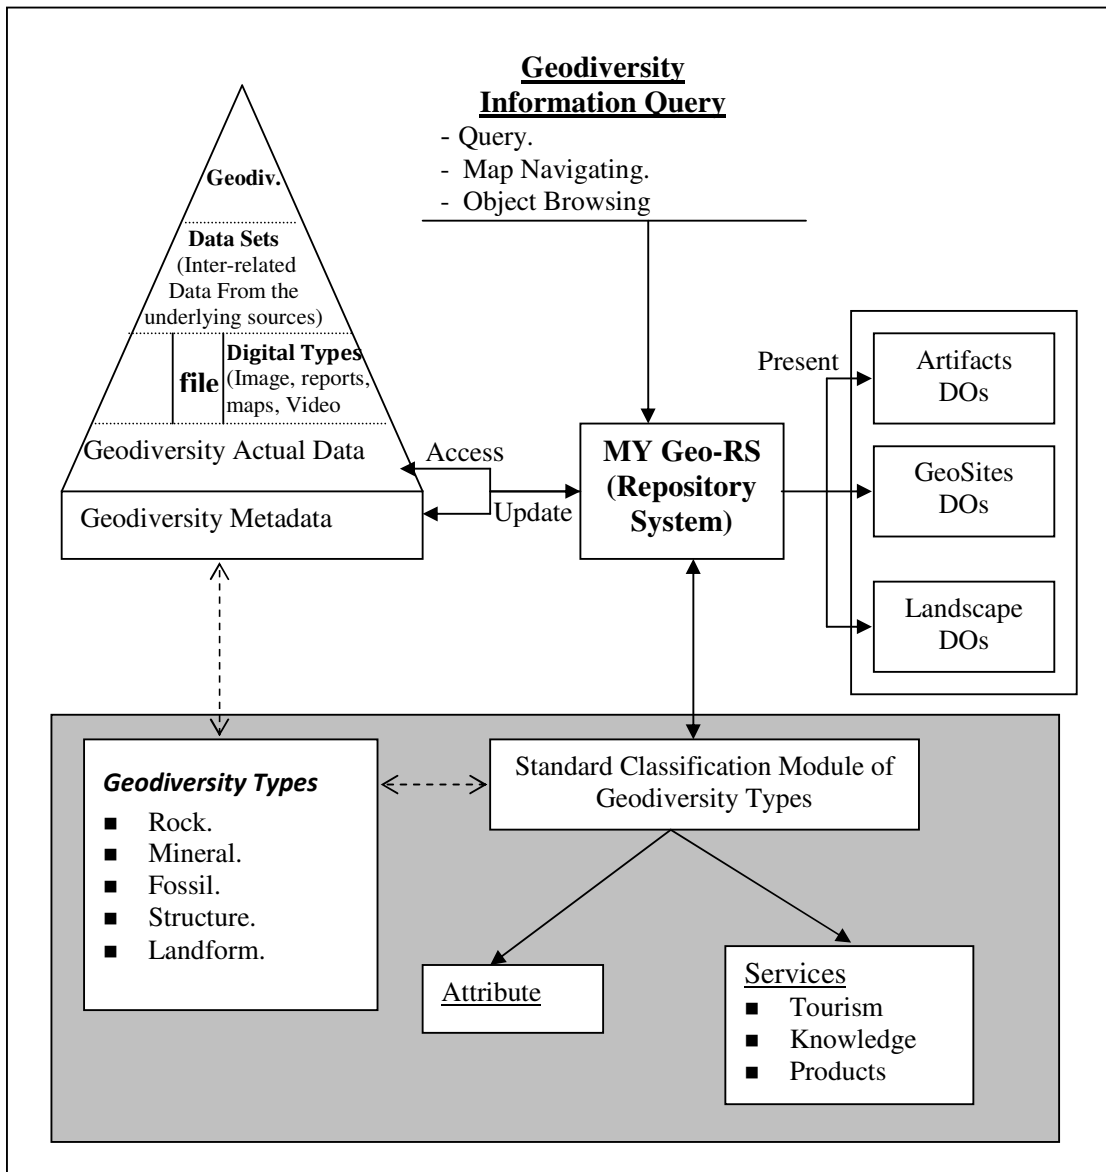 Geodiversity
Information Query
- Query.
- Map Navigating.
- Object Browsing
Geodiv.
Data Sets
(Inter-related
Data From the
underlying sources)
file
Digital Types
(Image, reports,
maps, Video
Geodiversity Actual Data
Geodiversity Metadata
Access
Update
MY Geo-RS
(Repository
System)
Present
Artifacts
DOs
GeoSites
DOs
Landscape
DOs
Geodiversity Types
■ Rock.
■ Mineral.
■ Fossil.
■ Structure.
■ Landform.
Standard Classification Module of
Geodiversity Types
Attribute
Services
■ Tourism
■ Knowledge
■ Products